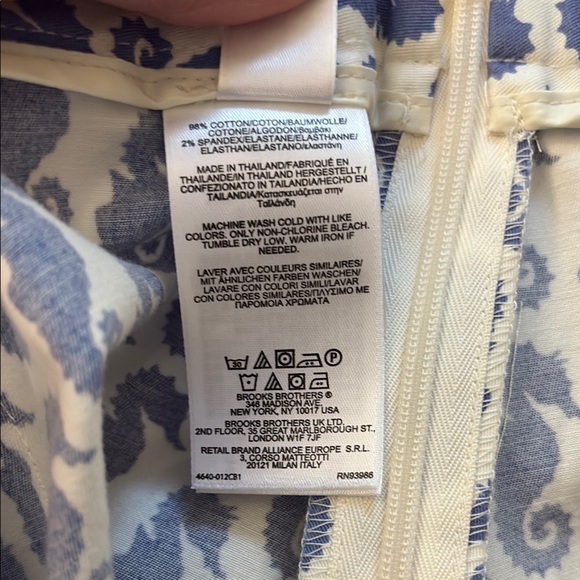 98% COTTON/COTON/BAUMWOLLE/
COTONE/ALGODON/Βαμβάκι
2% SPANDEX/ELASTANE/ELASTHANNE/
ELASTHAN/ELASTANO/ελαστάνη
MADE IN THAILAND/FABRIQUÉ EN
THAILANDE/IN THAILAND HERGESTELLT /
CONFEZIONATO IN TAILANDIA/HECHO EN
TAILANDIA/Κατασκευάστηκε στην
Ταϊλάνδη
MACHINE WASH COLD WITH LIKE
COLORS. ONLY NON-CHLORINE BLEACH.
TUMBLE DRY LOW. WARM IRON IF
NEEDED.
LAVER AVEC COULEURS SIMILAIRES/
MIT ÄHNLICHEN FARBEN WASCHEN/
LAVARE CON COLORI SIMILI/LAVAR
CON COLORES SIMILARES/ΠΛΥΣΙΜΟ ΜΕ
ΠΑΡΟΜΟΙΑ ΧΡΩΜΑΤΑ
30 P
BROOKS BROTHERS ®
346 MADISON AVE.
NEW YORK, NY 10017 USA
BROOKS BROTHERS UK LTD.
2ND FLOOR, 35 GREAT MARLBOROUGH ST.,
LONDON W1F 7JF
RETAIL BRAND ALLIANCE EUROPE S.R.L.
3, CORSO MATTEOTTI
20121 MILAN ITALY
4640-012CB1 RN93986